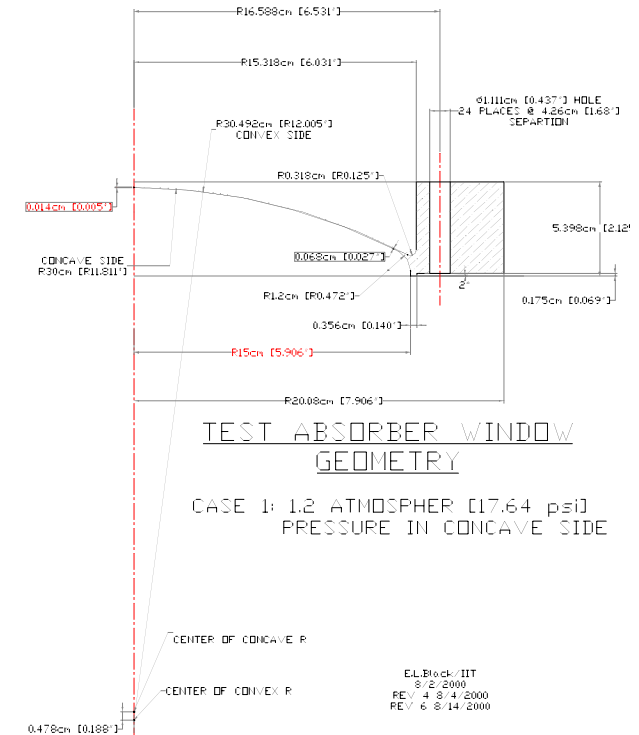 R16.588cm [6.531"]
R15.318cm [6.031"]
Ø1.111cm [0.437"] HOLE
24 PLACES @ 4.26cm [1.68"]
SEPARTION
R30.492cm [R12.005"]
CONVEX SIDE
R0.318cm [R0.125"]
0.014cm [0.005"]
5.398cm [2.12"
CONCAVE SIDE
R30cm [R11.811"]
0.068cm [0.027"]
R1.2cm [R0.472"]
2°
0.175cm [0.069"]
0.356cm [0.140"]
R15cm [5.906"]
R20.08cm [7.906"]
TEST ABSORBER WINDOW
GEOMETRY
CASE 1: 1.2 ATMOSPHER [17.64 psi]
PRESSURE IN CONCAVE SIDE
CENTER OF CONCAVE R
CENTER OF CONVEX R
E.L.Black/IIT
8/2/2000
REV 4 8/4/2000
REV 6 8/14/2000
0.478cm [0.188"]